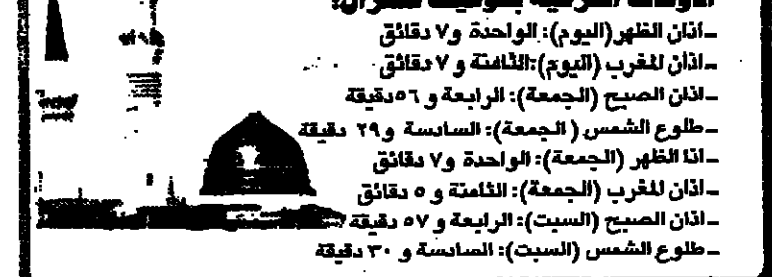 الأوقات الشرعية بتوقيت طهران:
ـ اذان الظهر (اليوم): الواحدة و٧ دقائق
ـ اذان المغرب (اليوم): الثامنة و ٧ دقائق
ـ اذان الصبح (الجمعة): الرابعة و ٥٦ دقيقة
ـ طلوع الشمس (الجمعة): السادسة و٢٩ دقيقة
ـ اذا الظهر (الجمعة): الواحدة و٧ دقائق
ـ اذان المغرب (الجمعة): الثامنة و ٥ دقائق
ـ اذان الصبح (السبت): الرابعة و ٥٧ دقيقة
ـ طلوع الشمس (السبت): السادسة و ٣٠ دقيقة